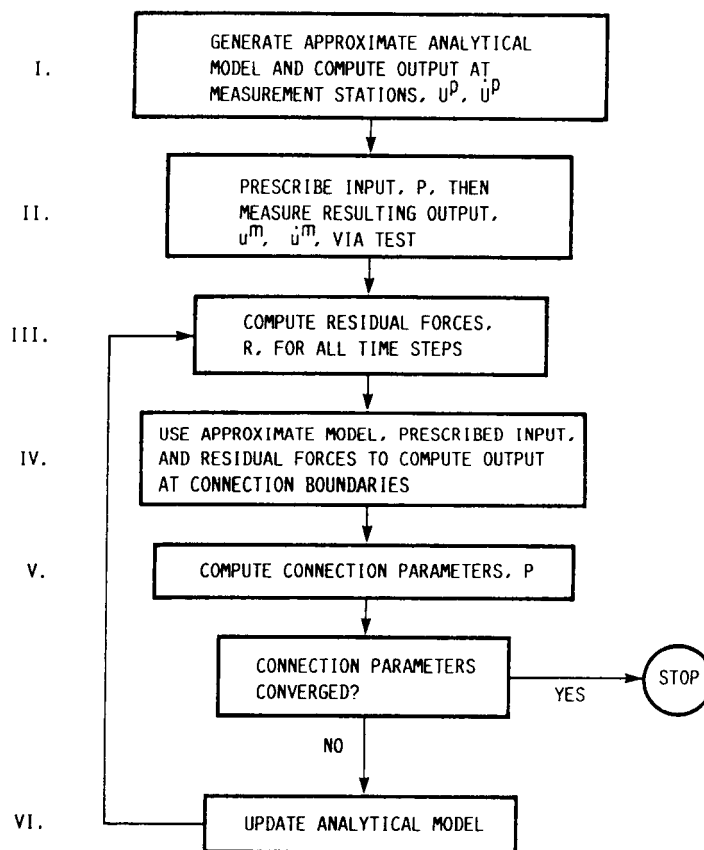 I.
GENERATE APPROXIMATE ANALYTICAL
MODEL AND COMPUTE OUTPUT AT
MEASUREMENT STATIONS, U^p, u̇^p
II.
PRESCRIBE INPUT, P, THEN
MEASURE RESULTING OUTPUT,
u^m, u̇^m, VIA TEST
III.
COMPUTE RESIDUAL FORCES,
R, FOR ALL TIME STEPS
IV.
USE APPROXIMATE MODEL, PRESCRIBED INPUT,
AND RESIDUAL FORCES TO COMPUTE OUTPUT
AT CONNECTION BOUNDARIES
V.
COMPUTE CONNECTION PARAMETERS, P
CONNECTION PARAMETERS
CONVERGED?
YES
STOP
NO
VI.
UPDATE ANALYTICAL MODEL